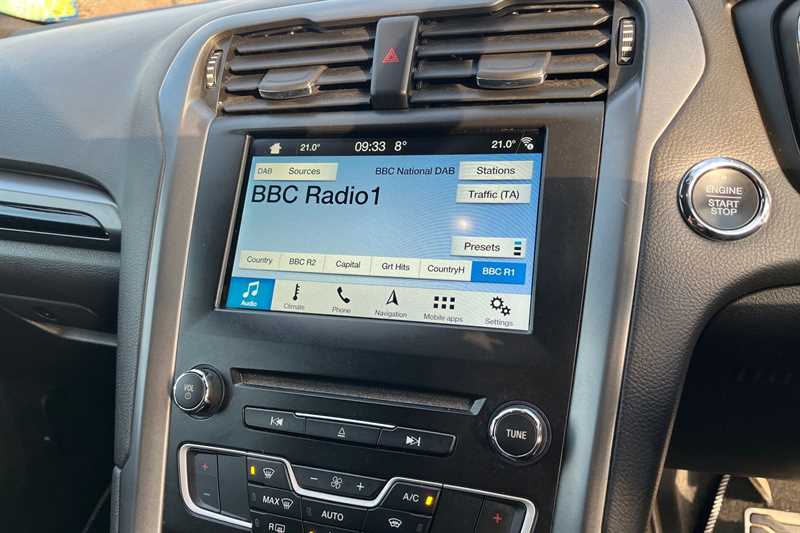 21.0° 09:33 8° 21.0°
DAB Sources BBC National DAB Stations
BBC Radio1
Traffic (TA)
Presets
Country BBC R2 Capital Grt Hits CountryH BBC R1
Audio Climate Phone Navigation Mobile apps Settings
ENGINE
START
STOP
VOL
TUNE
+ - +
A/C
MAX
AUTO
R
-